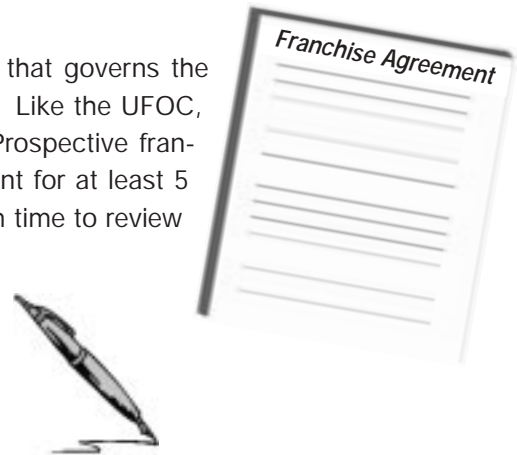 that governs the
Like the UFOC,
Prospective fran-
nt for at least 5
n time to review
Franchise Agreement